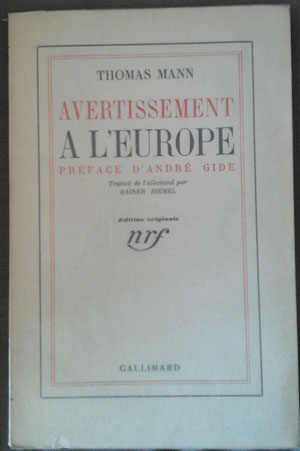 THOMAS MANN
AVERTISSEMENT
A L'EUROPE
PRÉFACE D'ANDRÉ GIDE
Traduit de l'allemand par
RAINER BIEMEL
Edition originale
nrf
GALLIMARD